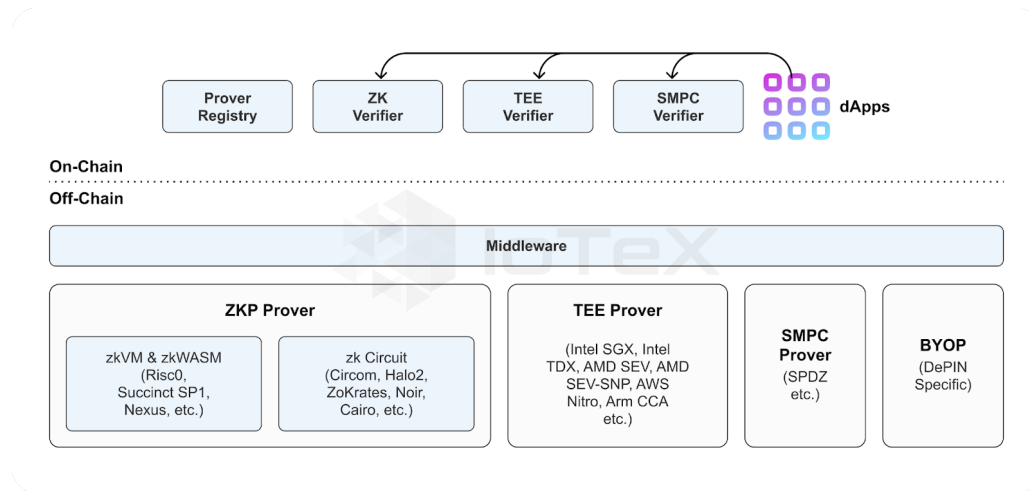 Prover
Registry
ZK
Verifier
TEE
Verifier
SMPC
Verifier
dApps
On-Chain
Off-Chain
Middleware
IoTeX
ZKP Prover
zkVM & zkWASM
(Risc0,
Succinct SP1,
Nexus, etc.)
zk Circuit
(Circom, Halo2,
ZoKrates, Noir,
Cairo, etc.)
TEE Prover
(Intel SGX, Intel
TDX, AMD SEV, AMD
SEV-SNP, AWS
Nitro, Arm CCA
etc.)
SMPC
Prover
(SPDZ
etc.)
BYOP
(DePIN
Specific)